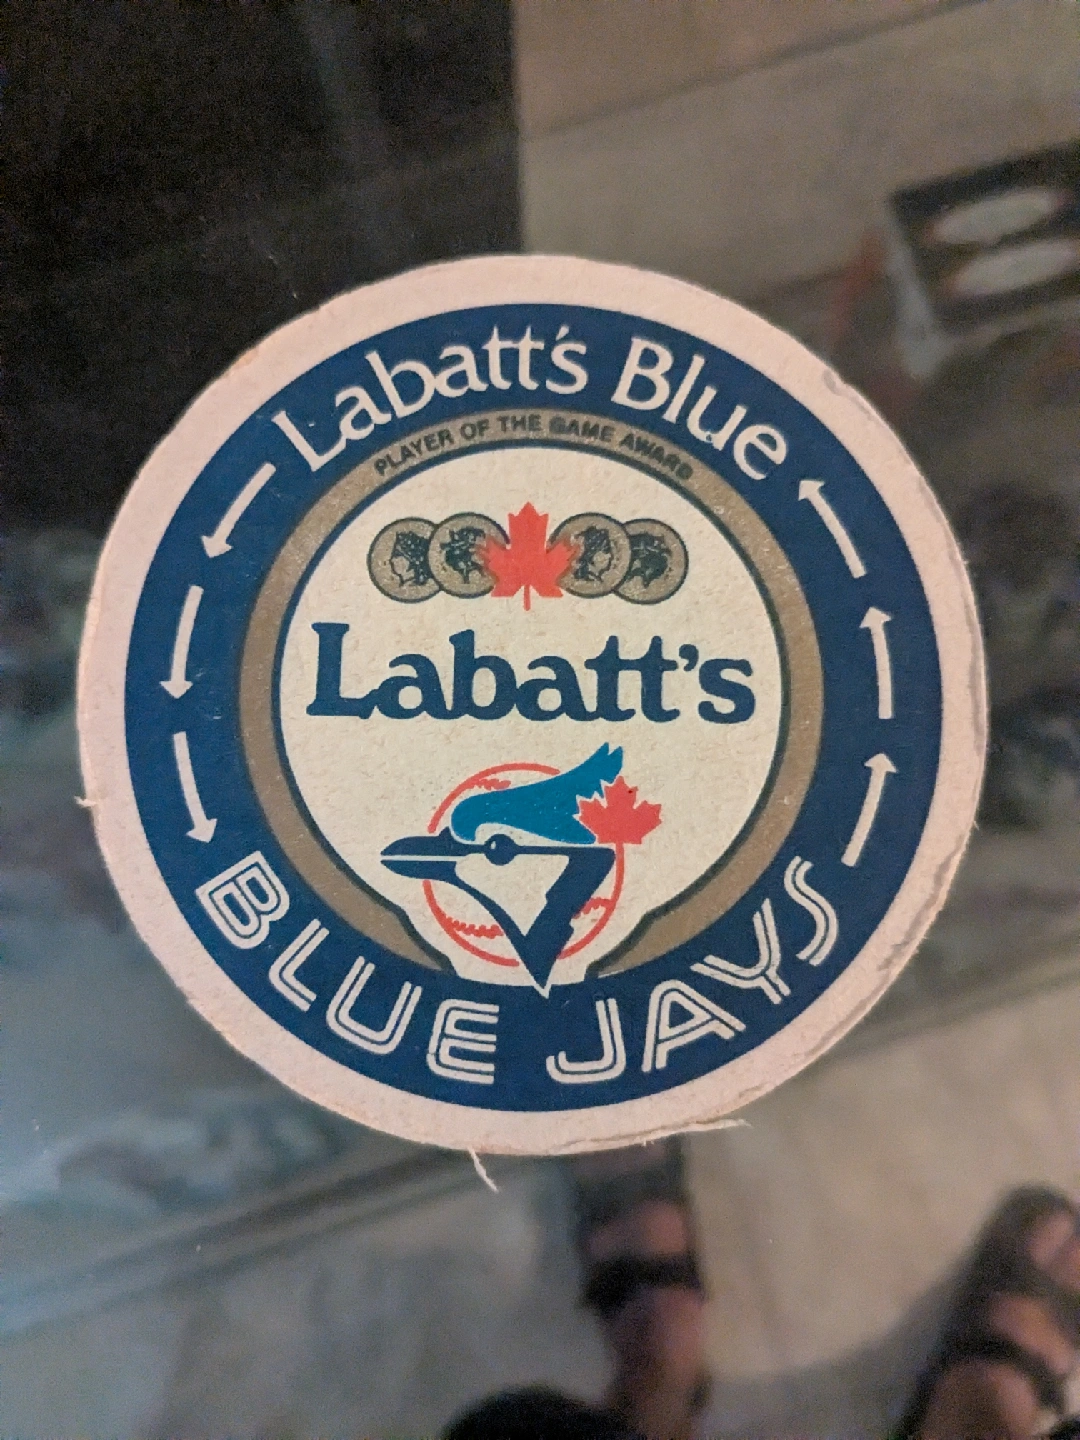 Labatt's Blue
PLAYER OF THE GAME AWARD
Labatt's
BLUE JAYS